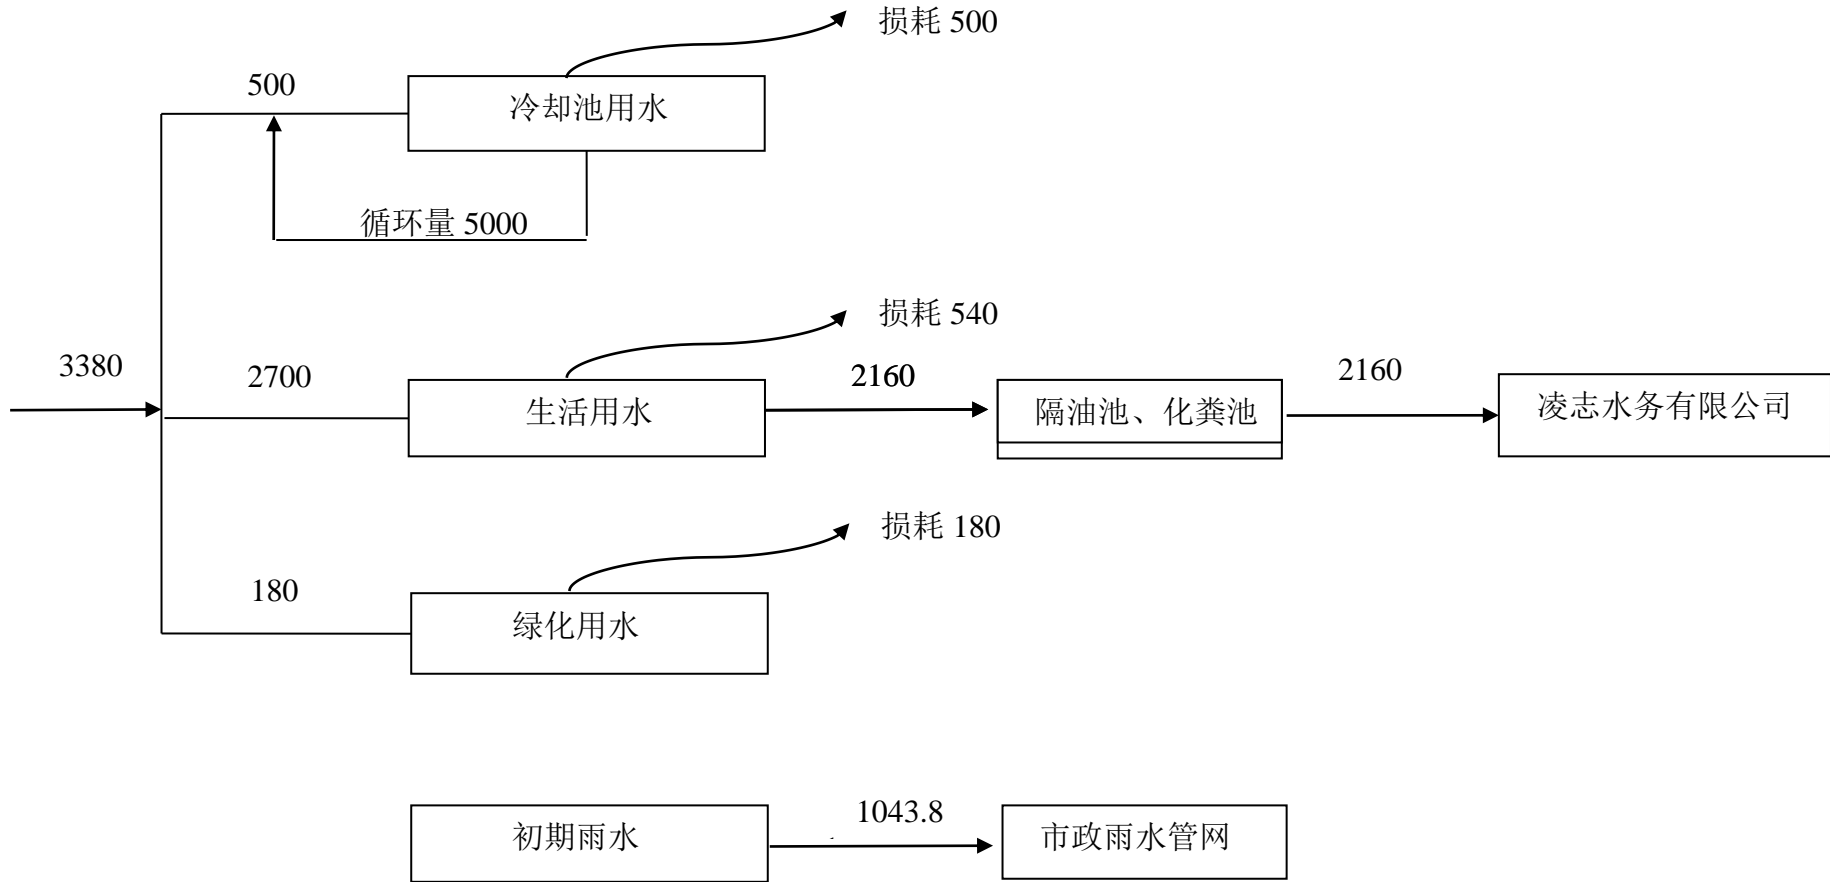 损耗 500
500
冷却池用水
循环量 5000
损耗 540
3380
2700
2160
2160
生活用水
隔油池、化粪池
凌志水务有限公司
损耗 180
180
绿化用水
1043.8
初期雨水
市政雨水管网